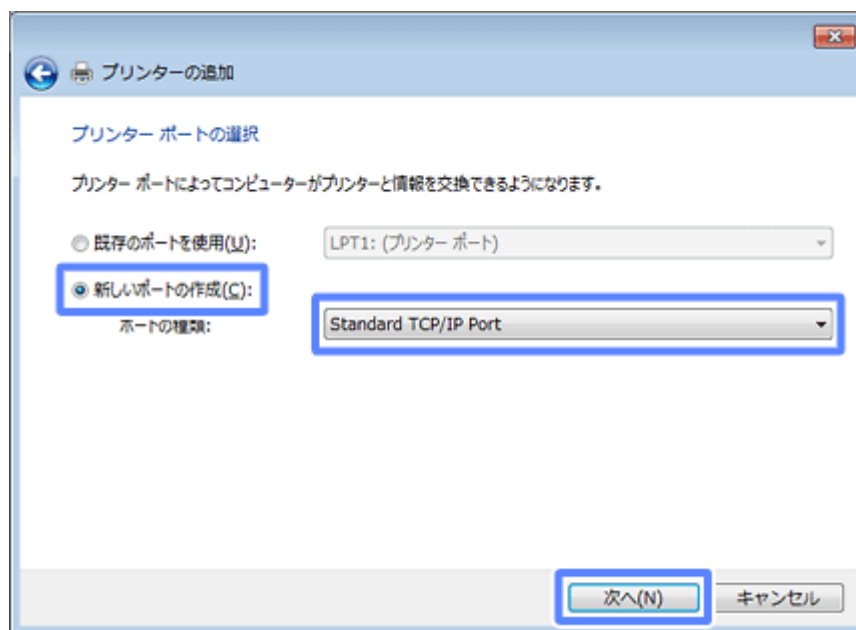 プリンターの追加
プリンター ポートの選択
プリンター ポートによってコンピューターがプリンターと情報を交換できるようになります。
既存のポートを使用(U): LPT1: (プリンター ポート)
新しいポートの作成(C):
ポートの種類: Standard TCP/IP Port
次へ(N) キャンセル